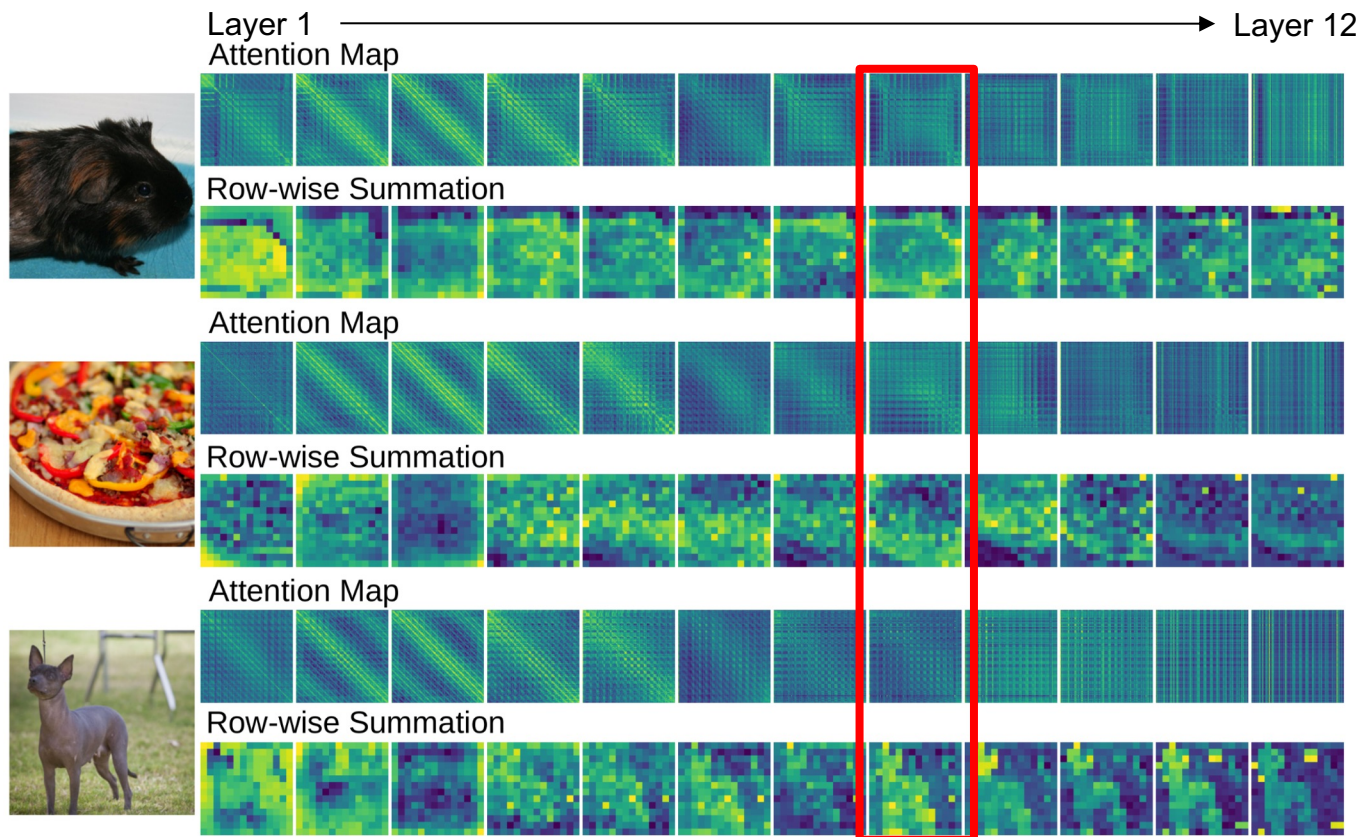 Layer 1
Layer 12
Attention Map
Row-wise Summation
Attention Map
Row-wise Summation
Attention Map
Row-wise Summation